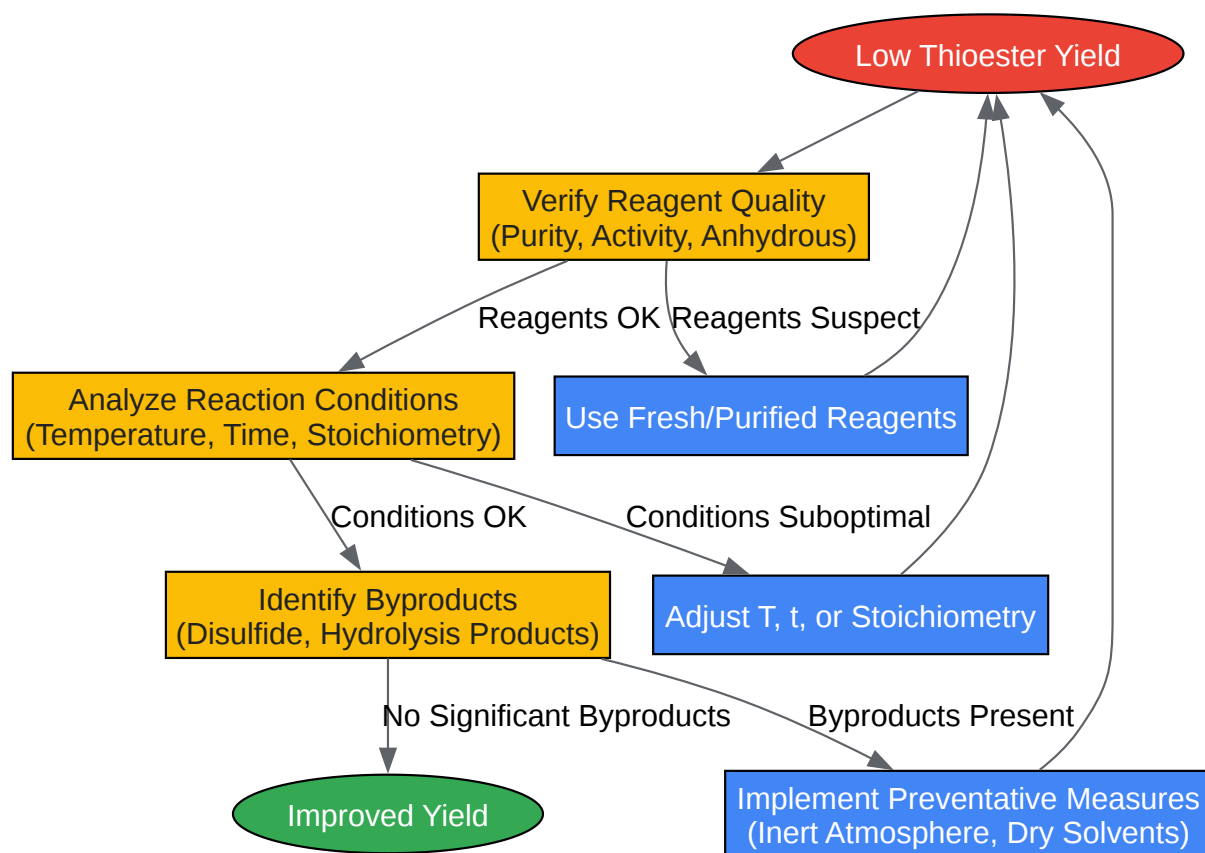 Low Thioester Yield
Verify Reagent Quality
(Purity, Activity, Anhydrous)
Reagents OK
Reagents Suspect
Analyze Reaction Conditions
(Temperature, Time, Stoichiometry)
Use Fresh/Purified Reagents
Conditions OK
Conditions Suboptimal
Identify Byproducts
(Disulfide, Hydrolysis Products)
Adjust T, t, or Stoichiometry
No Significant Byproducts
Byproducts Present
Improved Yield
Implement Preventative Measures
(Inert Atmosphere, Dry Solvents)